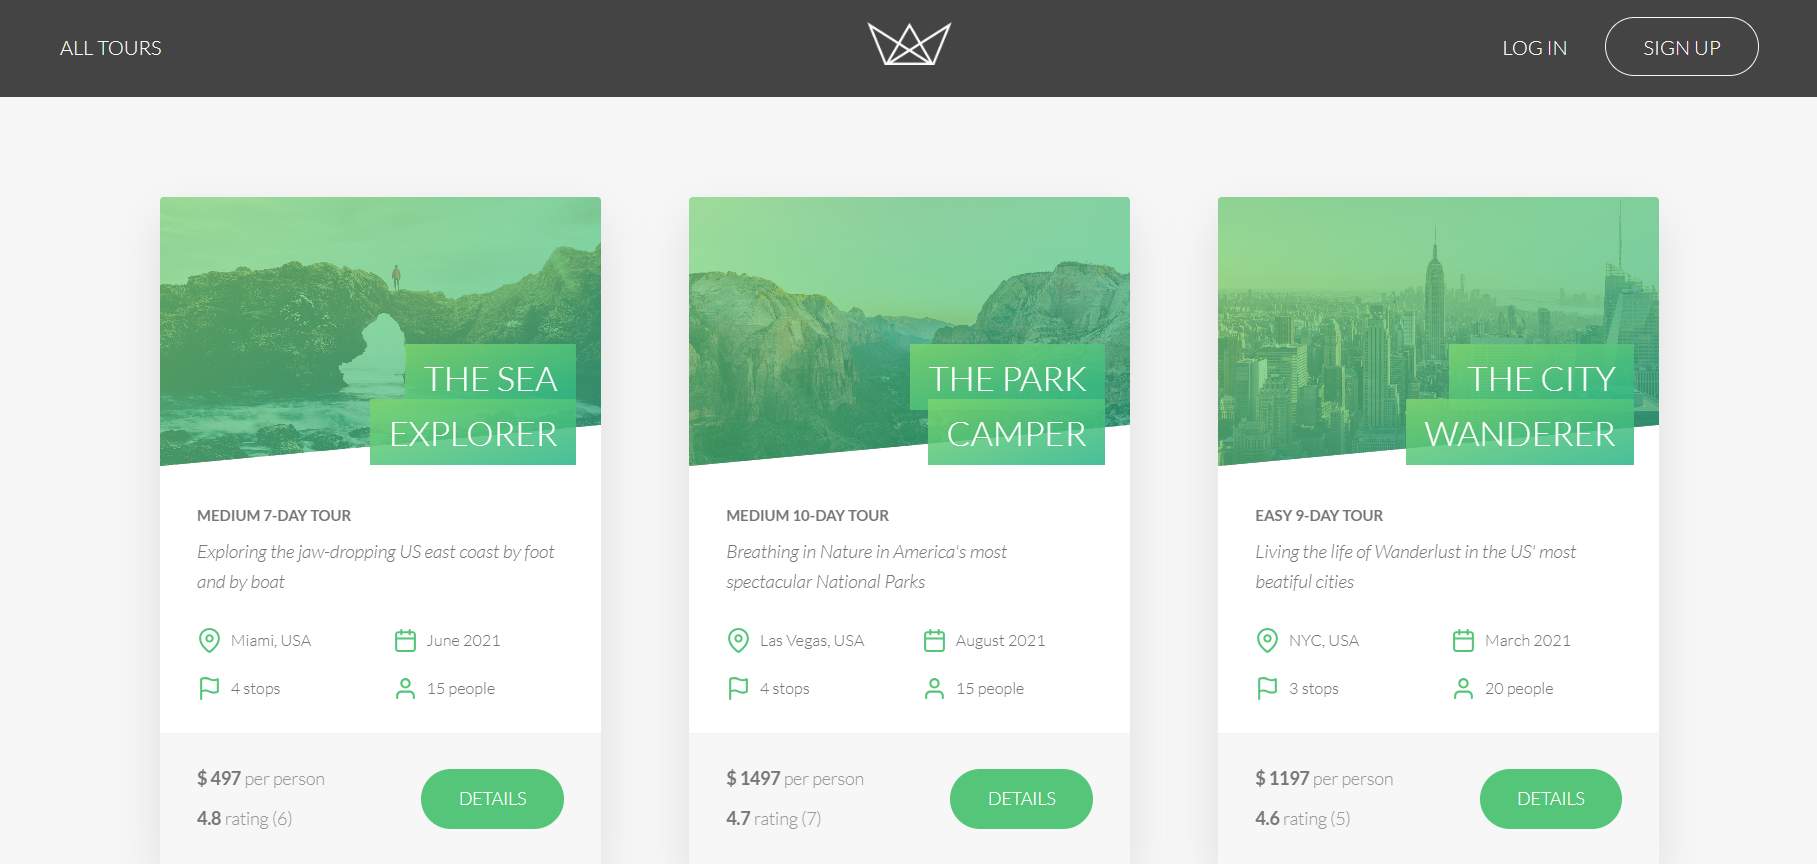 ALL TOURS
LOG IN
SIGN UP
THE SEA
EXPLORER
MEDIUM 7-DAY TOUR
Exploring the jaw-dropping US east coast by foot
and by boat
Miami, USA
June 2021
4 stops
15 people
$ 497 per person
4.8 rating (6)
DETAILS
THE PARK
CAMPER
MEDIUM 10-DAY TOUR
Breathing in Nature in America's most
spectacular National Parks
Las Vegas, USA
August 2021
4 stops
15 people
$ 1497 per person
4.7 rating (7)
DETAILS
THE CITY
WANDERER
EASY 9-DAY TOUR
Living the life of Wanderlust in the US' most
beatiful cities
NYC, USA
March 2021
3 stops
20 people
$ 1197 per person
4.6 rating (5)
DETAILS